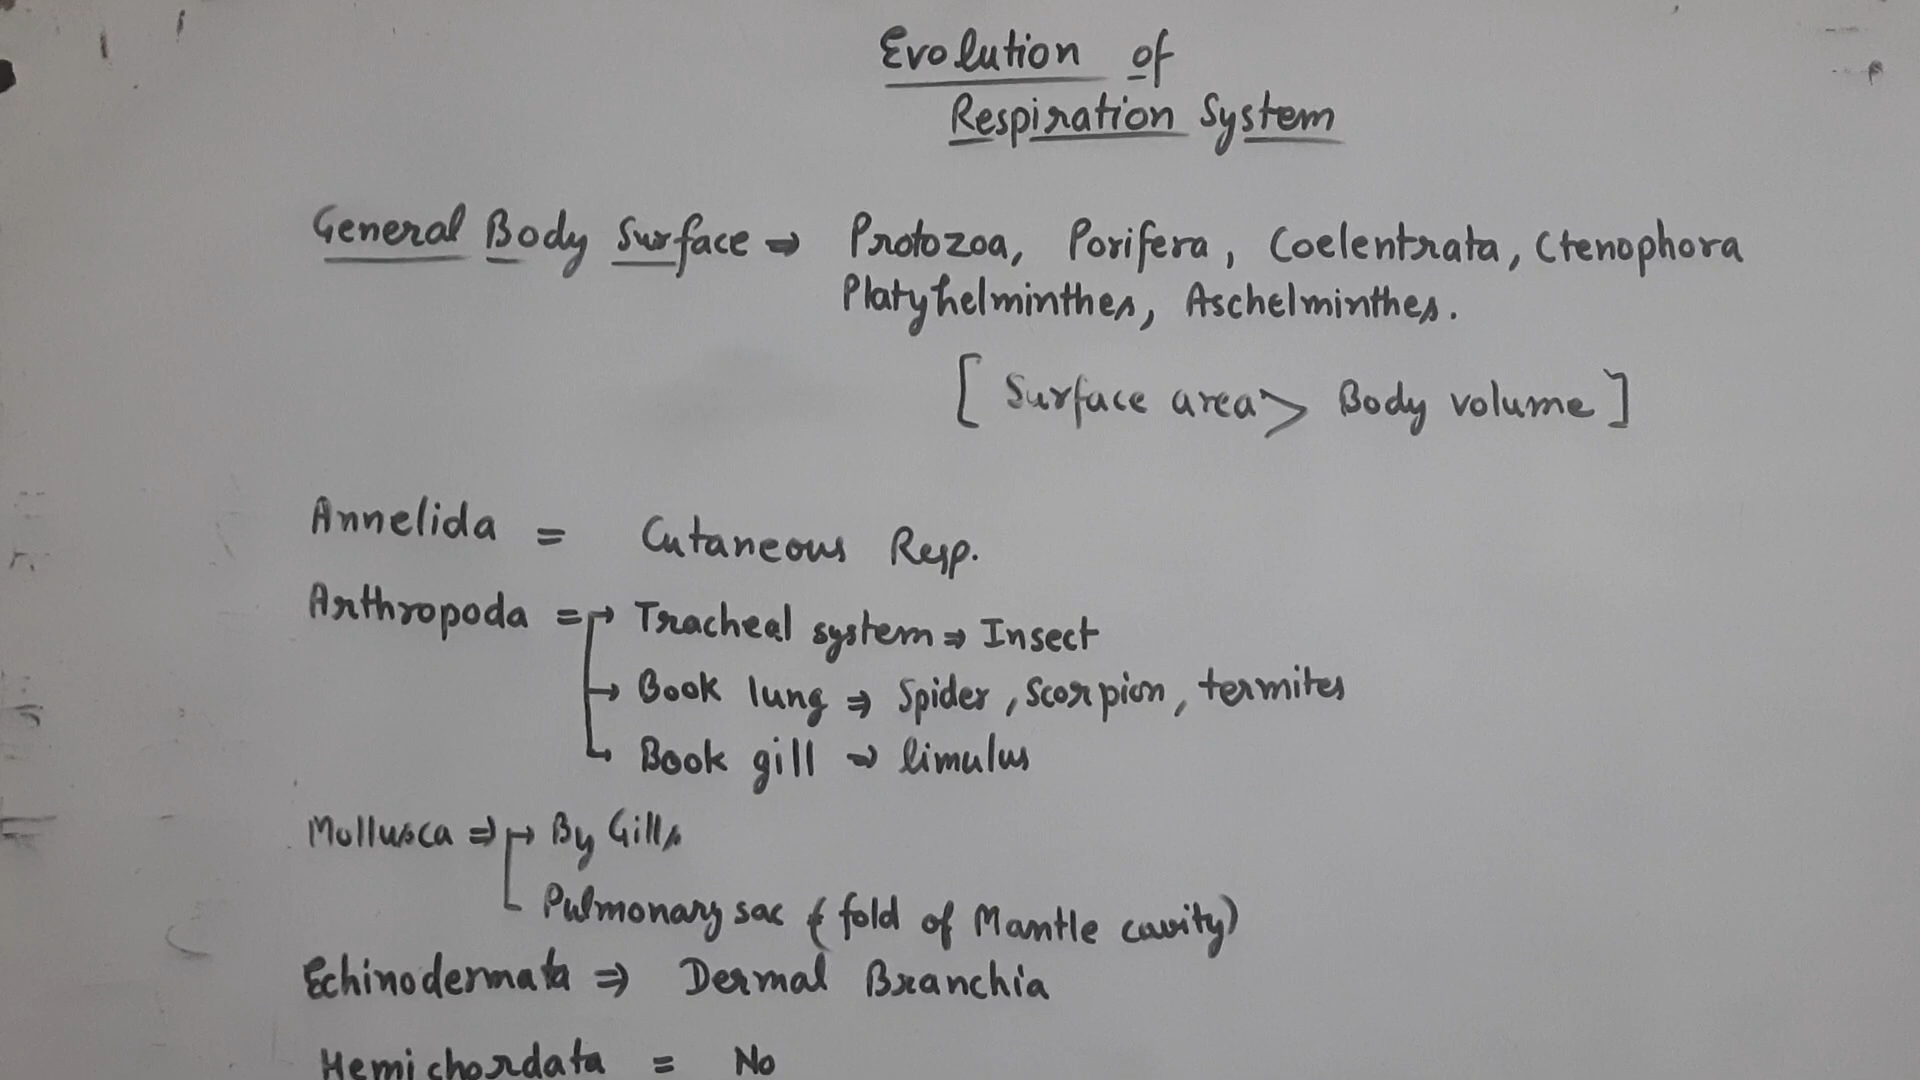 Evolution of
Respiration System
General Body Surface ⇒ Protozoa, Porifera, Coelentrata, Ctenophora
Platyhelminthes, Aschelminthes.
[ Surface area > Body volume ]
Annelida = Cutaneous Resp.
Arthropoda = → Tracheal system ⇒ Insect
→ Book lung ⇒ Spider, Scorpion, termites
→ Book gill ⇒ limulus
Mollusca ⇒ → By Gills
Pulmonary sac ( fold of Mantle cavity)
Echinodermata ⇒ Dermal Branchia
Hemichordata = No